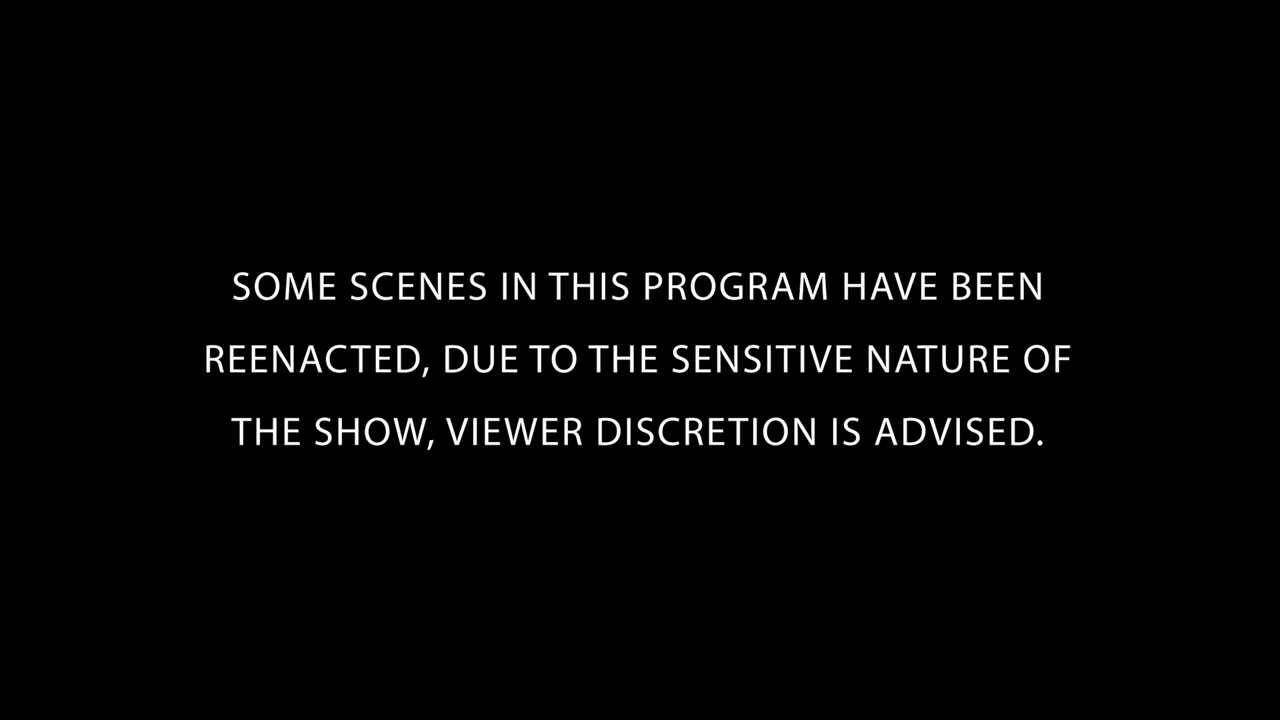 SOME SCENES IN THIS PROGRAM HAVE BEEN
REENACTED, DUE TO THE SENSITIVE NATURE OF
THE SHOW, VIEWER DISCRETION IS ADVISED.